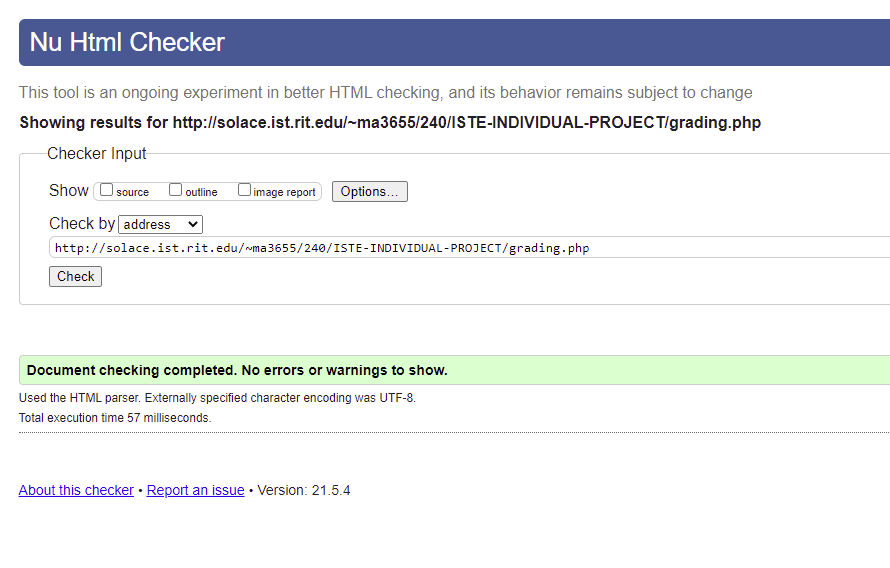 Nu Html Checker
This tool is an ongoing experiment in better HTML checking, and its behavior remains subject to change
Showing results for http://solace.ist.rit.edu/~ma3655/240/ISTE-INDIVIDUAL-PROJECT/grading.php
Checker Input
Show source outline image report Options...
Check by address
http://solace.ist.rit.edu/~ma3655/240/ISTE-INDIVIDUAL-PROJECT/grading.php
Check
Document checking completed. No errors or warnings to show.
Used the HTML parser. Externally specified character encoding was UTF-8.
Total execution time 57 milliseconds.
About this checker • Report an issue • Version: 21.5.4